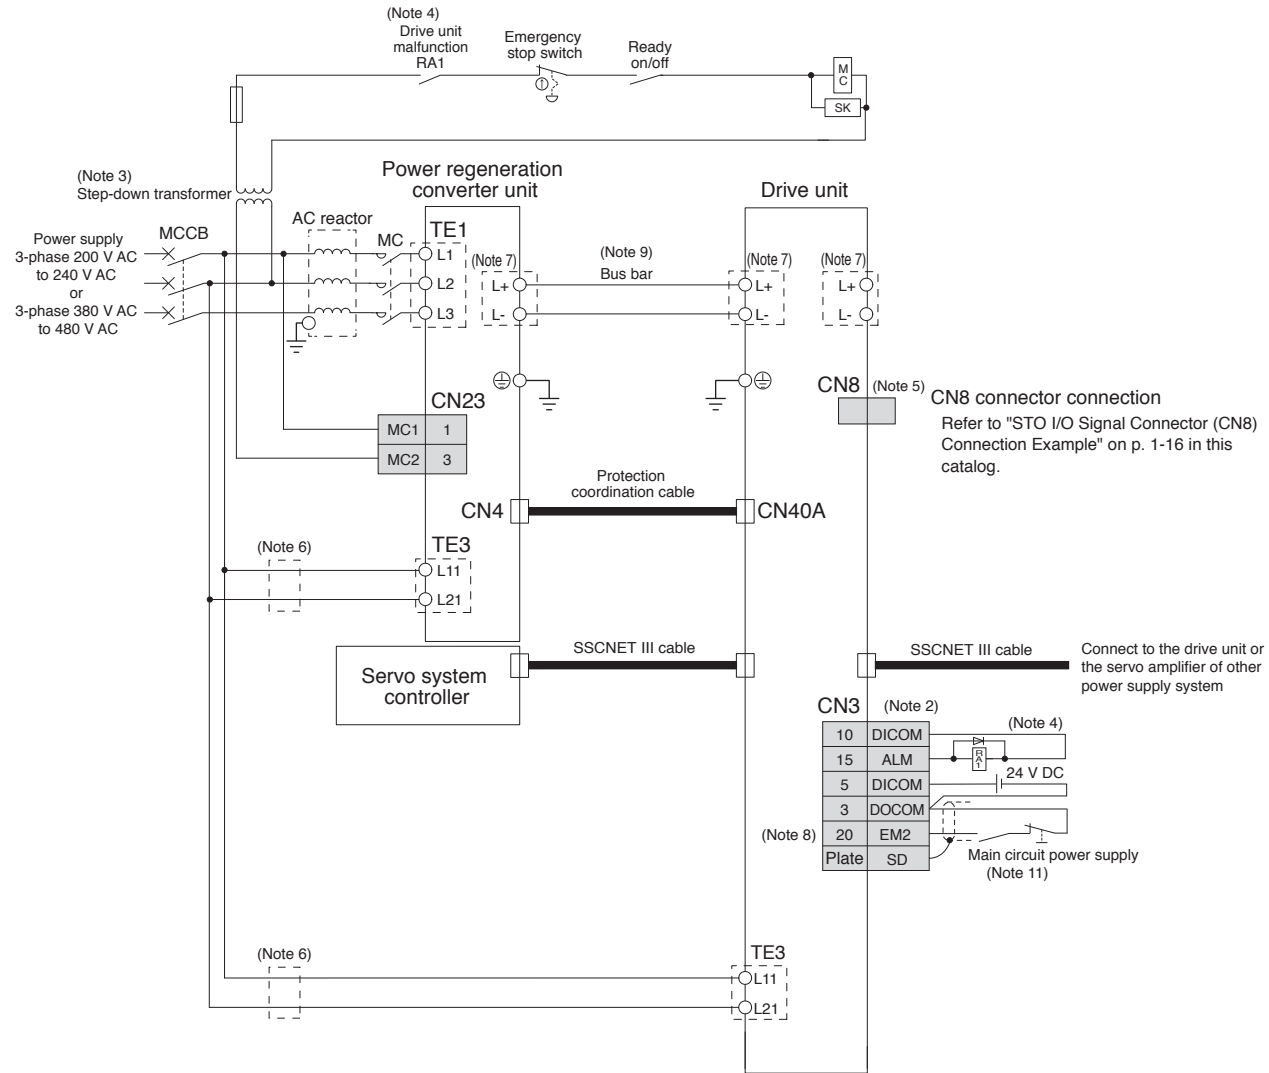 (Note 4)
Drive unit
malfunction
RA1
Emergency
stop switch
Ready
on/off
M
C
SK
(Note 3)
Step-down transformer
Power regeneration
converter unit
Drive unit
AC reactor
Power supply
3-phase 200 V AC
to 240 V AC
or
3-phase 380 V AC
to 480 V AC
MCCB
MC
TE1
L1
L2
L3
(Note 7)
L+
L-
(Note 9)
Bus bar
(Note 7)
L+
L-
(Note 7)
L+
L-
CN23
MC1 1
MC2 3
CN8 (Note 5)
CN8 connector connection
Refer to "STO I/O Signal Connector (CN8)
Connection Example" on p. 1-16 in this
catalog.
Protection
coordination cable
CN4
CN40A
(Note 6)
TE3
L11
L21
Servo system
controller
SSCNET III cable
SSCNET III cable
Connect to the drive unit or
the servo amplifier of other
power supply system
CN3 (Note 2)
10 DICOM
15 ALM
5 DICOM
3 DOCOM
(Note 8) 20 EM2
Plate SD
(Note 4)
RA1
24 V DC
Main circuit power supply
(Note 11)
(Note 6)
TE3
L11
L21